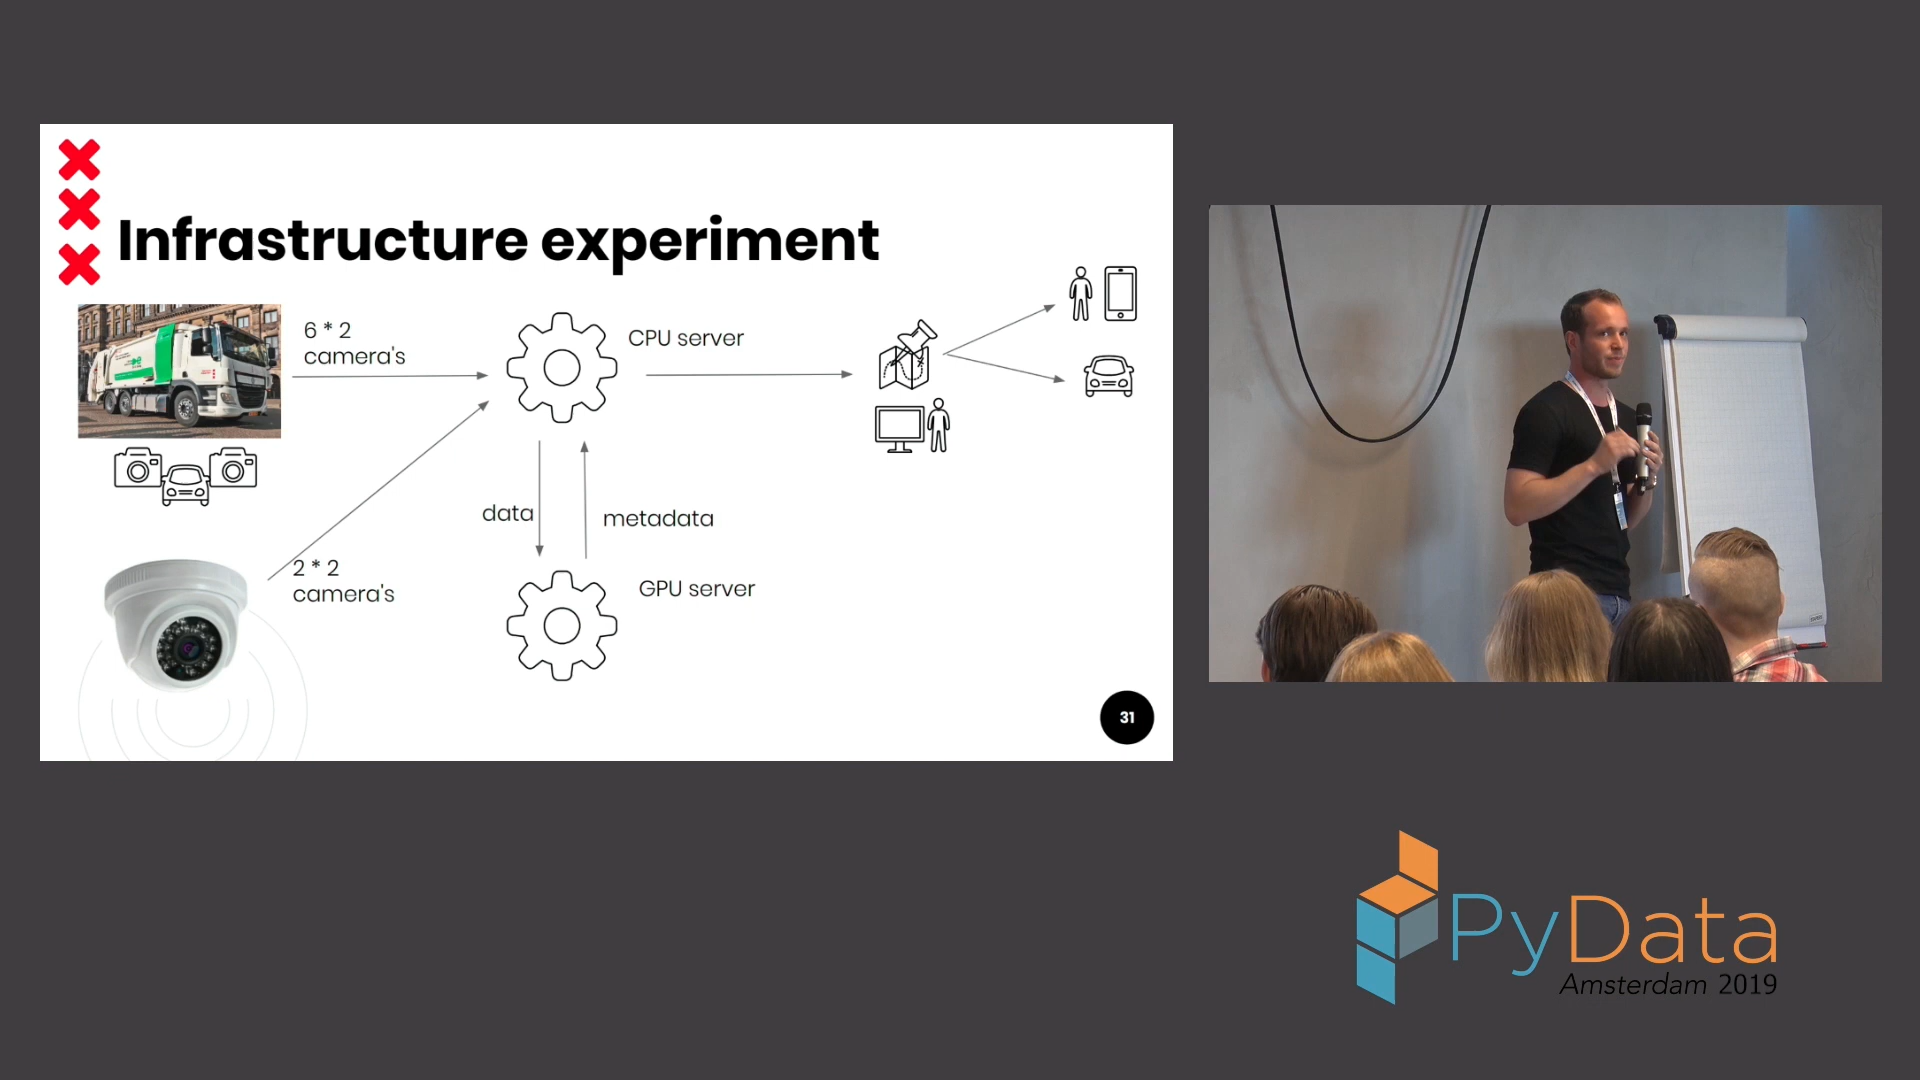 Infrastructure experiment
6 * 2
camera's
CPU server
data
metadata
2 * 2
camera's
GPU server
31
PyData
Amsterdam 2019